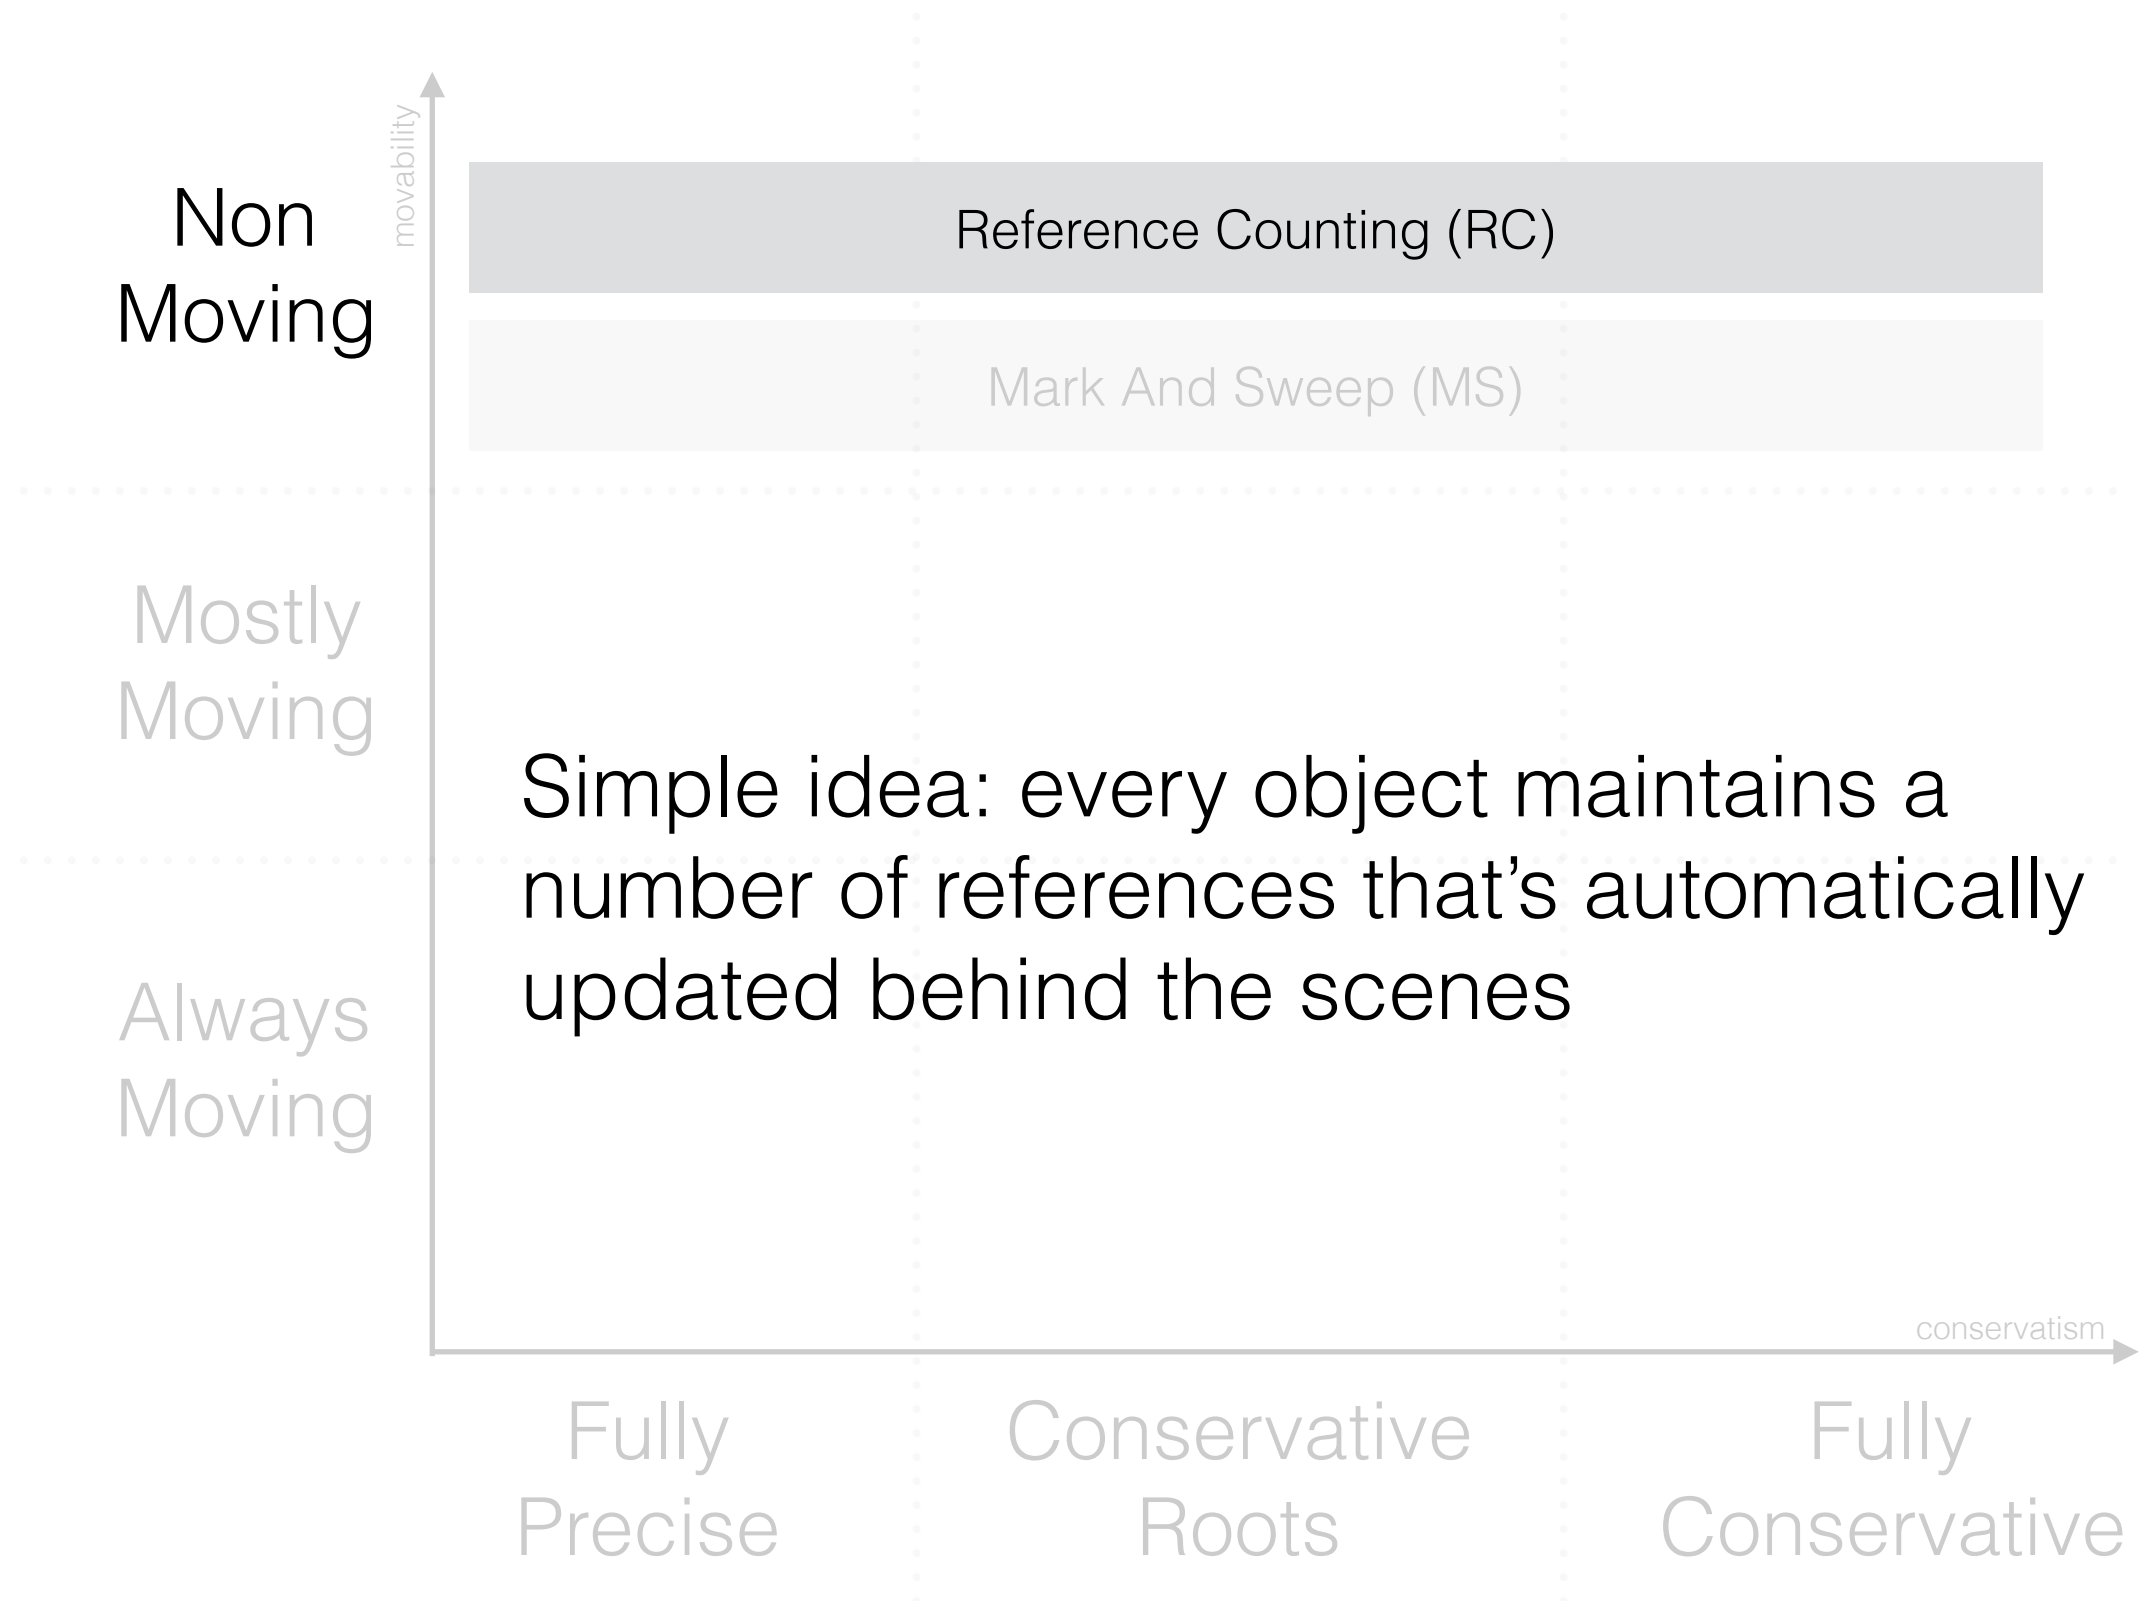 movability
Non
Moving
Reference Counting (RC)
Mark And Sweep (MS)
Mostly
Moving
Simple idea: every object maintains a
number of references that’s automatically
updated behind the scenes
Always
Moving
conservatism
Fully
Precise
Conservative
Roots
Fully
Conservative